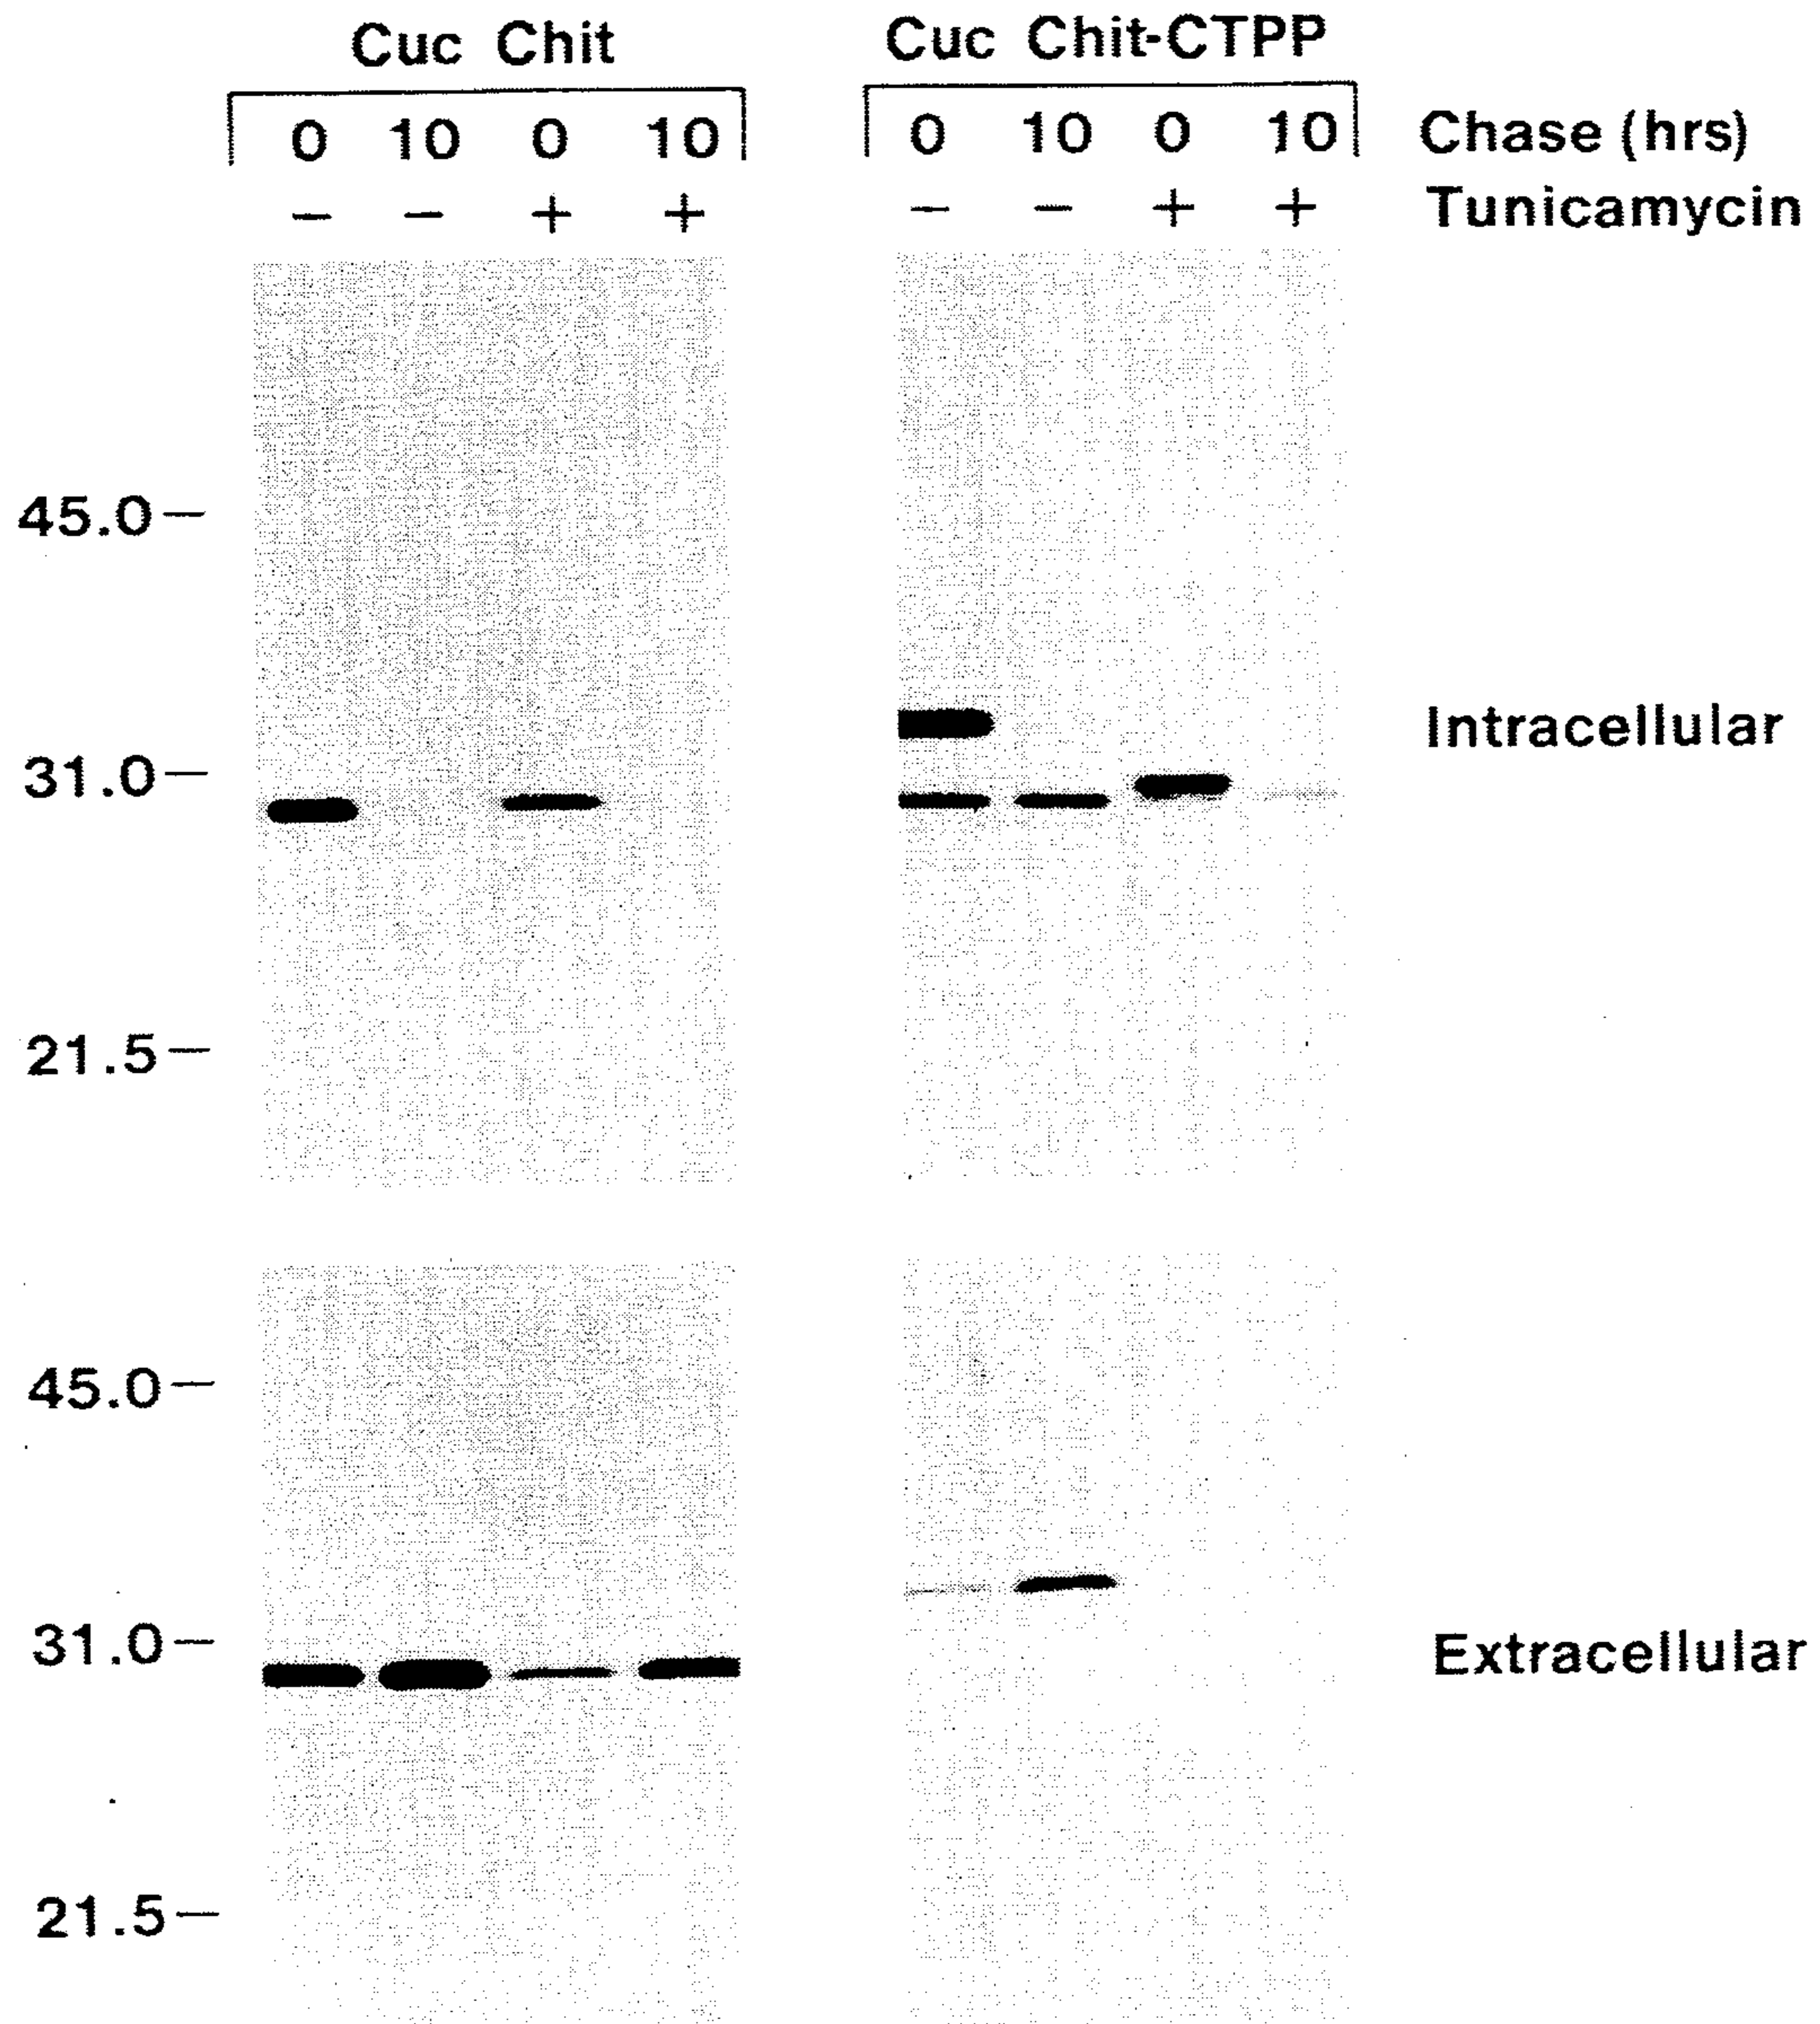 Cuc Chit Cuc Chit-CTPP
0 10 0 10 0 10 0 10 Chase (hrs)
− − + + − − + + Tunicamycin
45.0
31.0
21.5
Intracellular
45.0
31.0
21.5
Extracellular